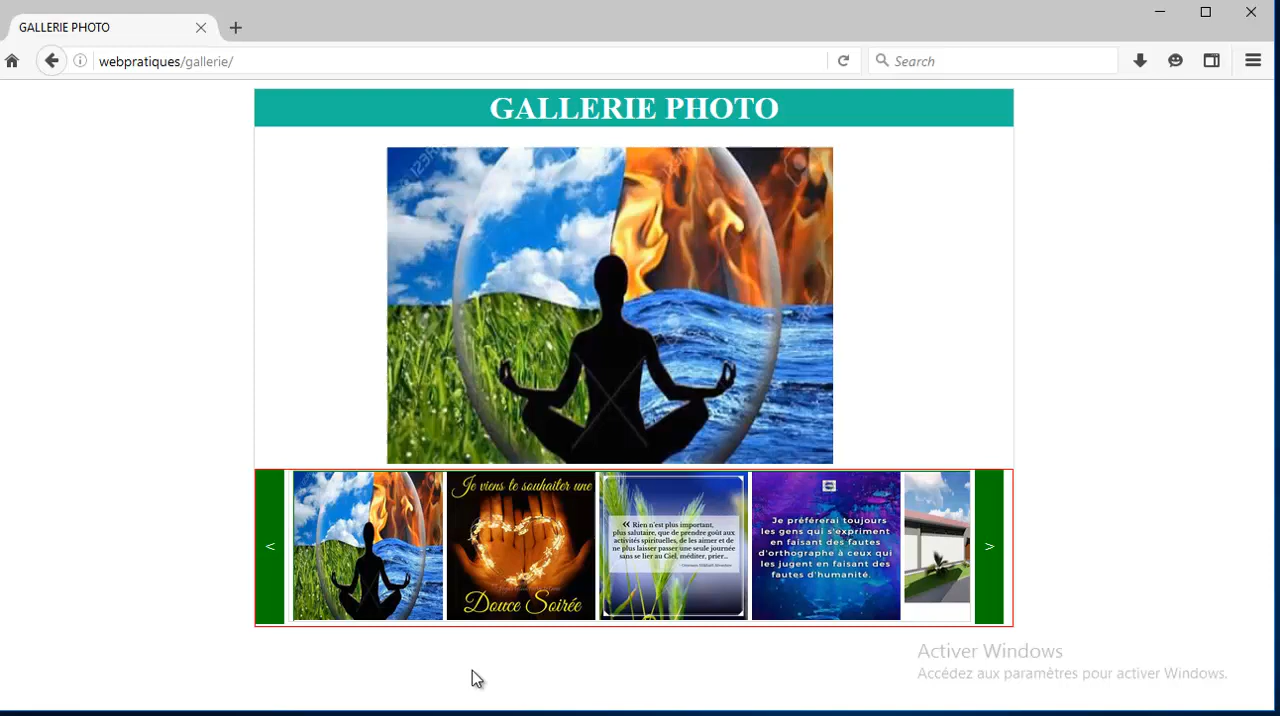 GALLERIE PHOTO
webpratiques/gallerie/
Search
GALLERIE PHOTO
123R
123R
<
Je viens te souhaiter une
Douce Soirée
« Rien n'est plus important,
plus salutaire, que de prendre goût aux
activités spirituelles, de les aimer et de
ne plus laisser passer une seule journée
sans se lier au Ciel, méditer, prier...
Je préférerai toujours
les gens qui s'expriment
en faisant des fautes
d'orthographe à ceux qui
les jugent en faisant des
fautes d'humanité.
>
Activer Windows
Accédez aux paramètres pour activer Windows.